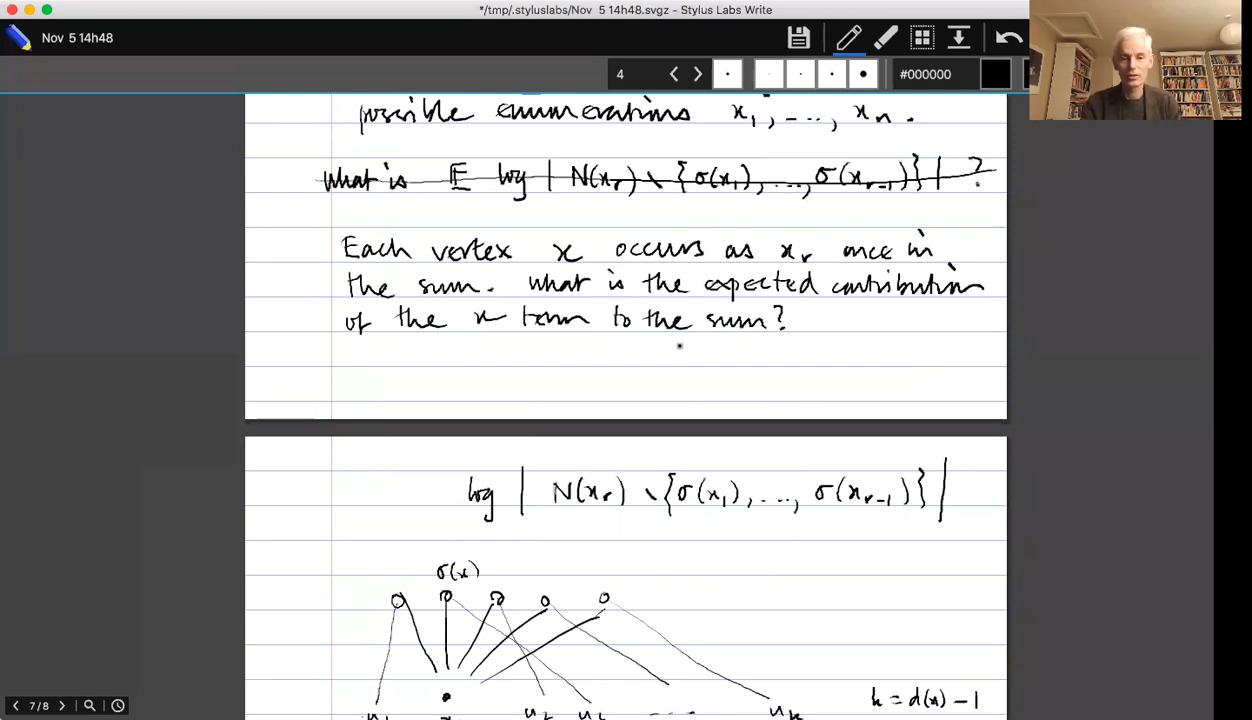 */tmp/.styluslabs/Nov 5 14h48.svgz - Stylus Labs Write
Nov 5 14h48
4
#000000
possible enumerations x₁, ..., xₙ.
What is 𝔼 log | N(xᵣ) \ {σ(x₁), ..., σ(xᵣ₋₁)} | ?
Each vertex x occurs as xᵣ once in
the sum. What is the expected contribution
of the x term to the sum?
log | N(xᵣ) \ {σ(x₁), ..., σ(xᵣ₋₁)} |
σ(x)
k = d(x) - 1
7/8